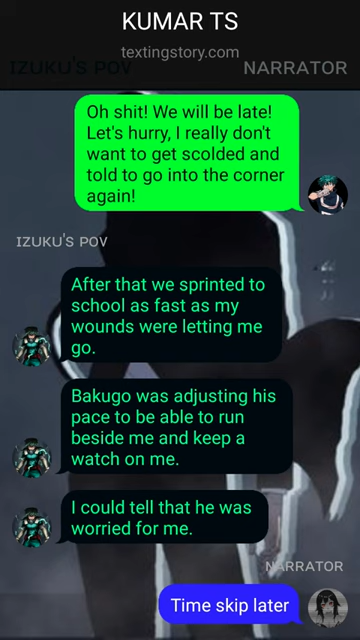 KUMAR TS
textingstory.com
IZUKU'S POV
NARRATOR
Oh shit! We will be late!
Let's hurry, I really don't
want to get scolded and
told to go into the corner
again!
IZUKU'S POV
After that we sprinted to
school as fast as my
wounds were letting me
go.
Bakugo was adjusting his
pace to be able to run
beside me and keep a
watch on me.
I could tell that he was
worried for me.
NARRATOR
Time skip later